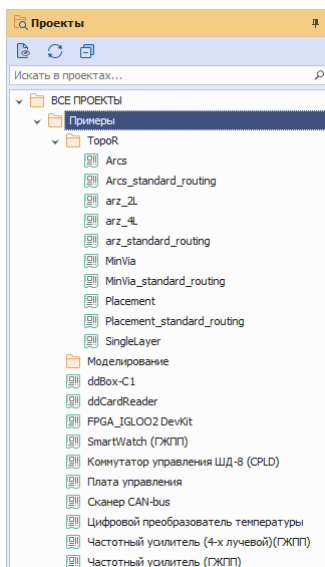 Проекты
Искать в проектах...
ВСЕ ПРОЕКТЫ
Примеры
TopoR
Arcs
Arcs_standard_routing
arz_2L
arz_4L
arz_standard_routing
MinVia
MinVia_standard_routing
Placement
Placement_standard_routing
SingleLayer
Моделирование
ddBox-C1
ddCardReader
FPGA_IGLOO2 DevKit
SmartWatch (ГЖПП)
Коммутатор управления ШД-8 (CPLD)
Плата управления
Сканер CAN-bus
Цифровой преобразователь температуры
Частотный усилитель (4-х лучевой)(ГЖПП)
Частотный усилитель (ГЖПП)